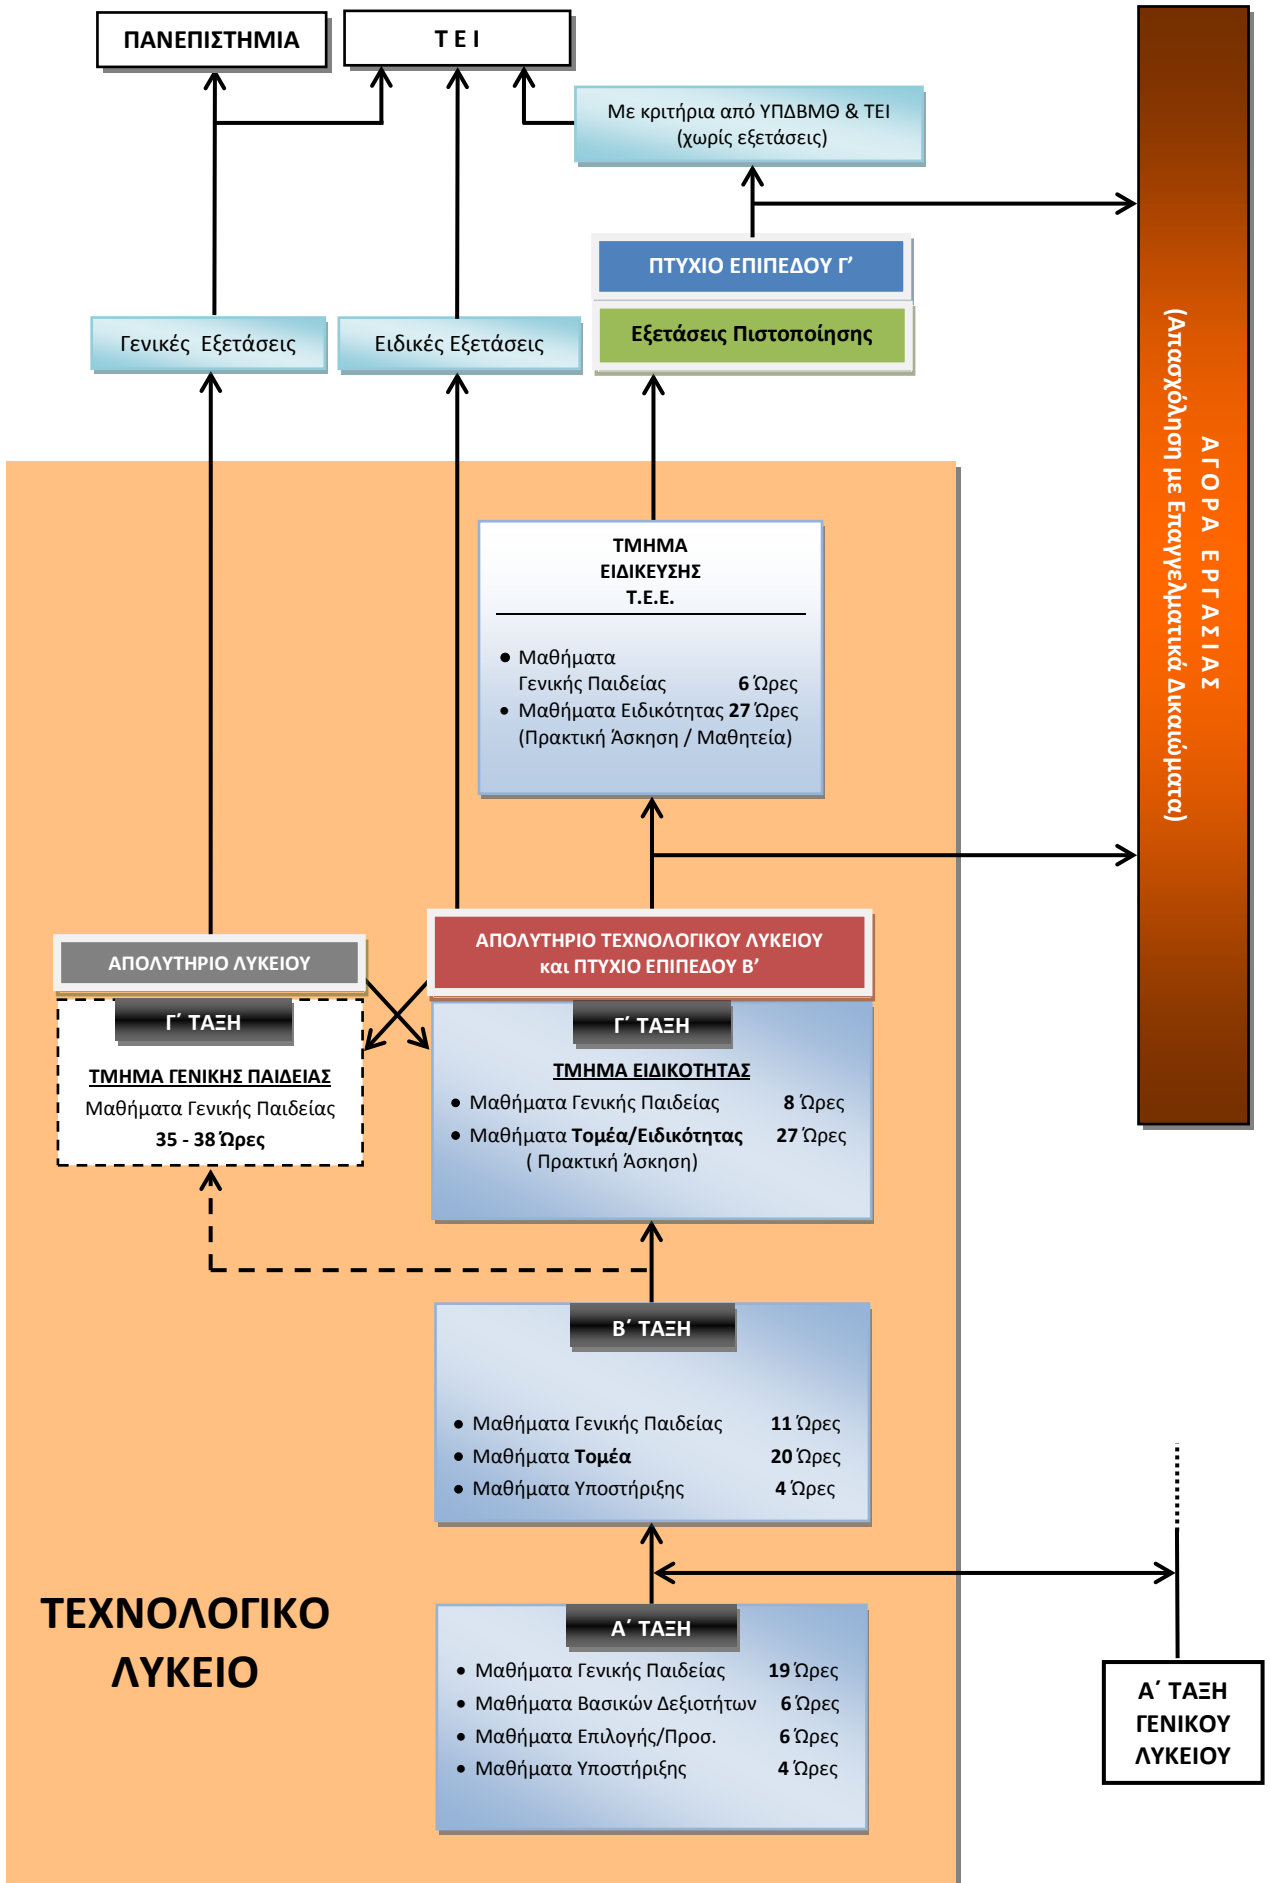 ΠΑΝΕΠΙΣΤΗΜΙΑ
Τ Ε Ι
Με κριτήρια από ΥΠΔΒΜΘ & ΤΕΙ
(χωρίς εξετάσεις)
ΠΤΥΧΙΟ ΕΠΙΠΕΔΟΥ Γ’
Εξετάσεις Πιστοποίησης
Γενικές Εξετάσεις
Ειδικές Εξετάσεις
ΑΓΟΡΑ ΕΡΓΑΣΙΑΣ
(Απασχόληση με Επαγγελματικά Δικαιώματα)
ΤΜΗΜΑ
ΕΙΔΙΚΕΥΣΗΣ
Τ.Ε.Ε.
• Μαθήματα
Γενικής Παιδείας 6 Ώρες
• Μαθήματα Ειδικότητας 27 Ώρες
(Πρακτική Άσκηση / Μαθητεία)
ΑΠΟΛΥΤΗΡΙΟ ΛΥΚΕΙΟΥ
ΑΠΟΛΥΤΗΡΙΟ ΤΕΧΝΟΛΟΓΙΚΟΥ ΛΥΚΕΙΟΥ
και ΠΤΥΧΙΟ ΕΠΙΠΕΔΟΥ Β’
Γ΄ ΤΑΞΗ
ΤΜΗΜΑ ΓΕΝΙΚΗΣ ΠΑΙΔΕΙΑΣ
Μαθήματα Γενικής Παιδείας
35 - 38 Ώρες
Γ΄ ΤΑΞΗ
ΤΜΗΜΑ ΕΙΔΙΚΟΤΗΤΑΣ
• Μαθήματα Γενικής Παιδείας 8 Ώρες
• Μαθήματα Τομέα/Ειδικότητας 27 Ώρες
( Πρακτική Άσκηση)
Β΄ ΤΑΞΗ
• Μαθήματα Γενικής Παιδείας 11 Ώρες
• Μαθήματα Τομέα 20 Ώρες
• Μαθήματα Υποστήριξης 4 Ώρες
ΤΕΧΝΟΛΟΓΙΚΟ
ΛΥΚΕΙΟ
Α΄ ΤΑΞΗ
• Μαθήματα Γενικής Παιδείας 19 Ώρες
• Μαθήματα Βασικών Δεξιοτήτων 6 Ώρες
• Μαθήματα Επιλογής/Προσ. 6 Ώρες
• Μαθήματα Υποστήριξης 4 Ώρες
Α΄ ΤΑΞΗ
ΓΕΝΙΚΟΥ
ΛΥΚΕΙΟΥ